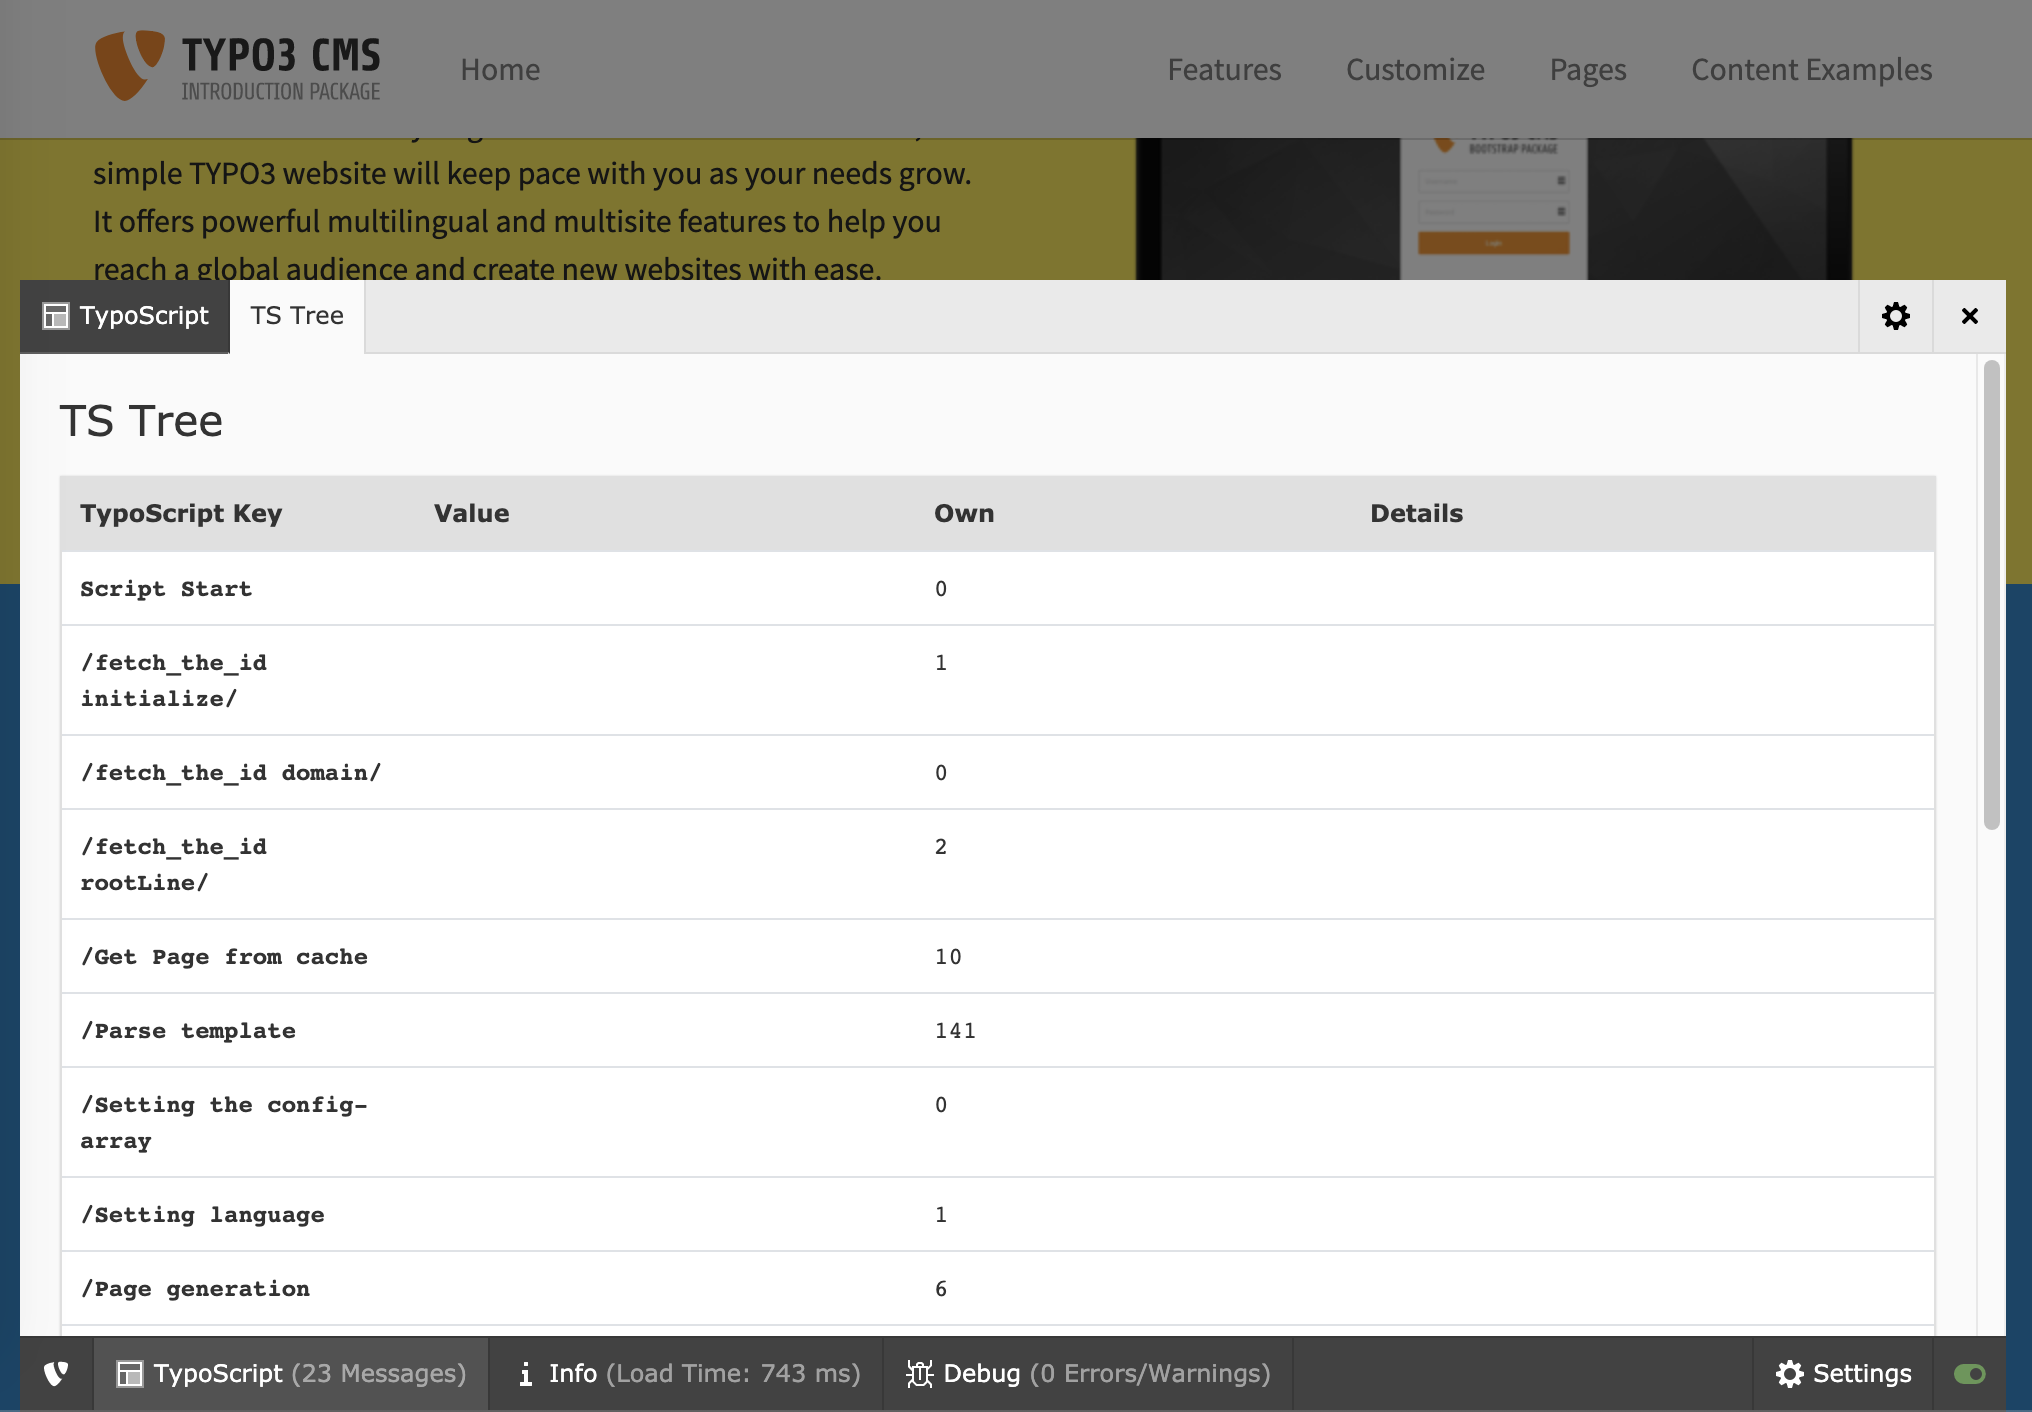 TYPO3 CMS
INTRODUCTION PACKAGE
Home
Features
Customize
Pages
Content Examples
simple TYPO3 website will keep pace with you as your needs grow.
It offers powerful multilingual and multisite features to help you
reach a global audience and create new websites with ease.
BOOTSTRAP PACKAGE
Login
TypoScript
TS Tree
TS Tree
TypoScript Key Value Own Details
Script Start 0
/fetch_the_id 1
initialize/
/fetch_the_id domain/ 0
/fetch_the_id 2
rootLine/
/Get Page from cache 10
/Parse template 141
/Setting the config-
array 0
/Setting language 1
/Page generation 6
TypoScript (23 Messages)
Info (Load Time: 743 ms)
Debug (0 Errors/Warnings)
Settings